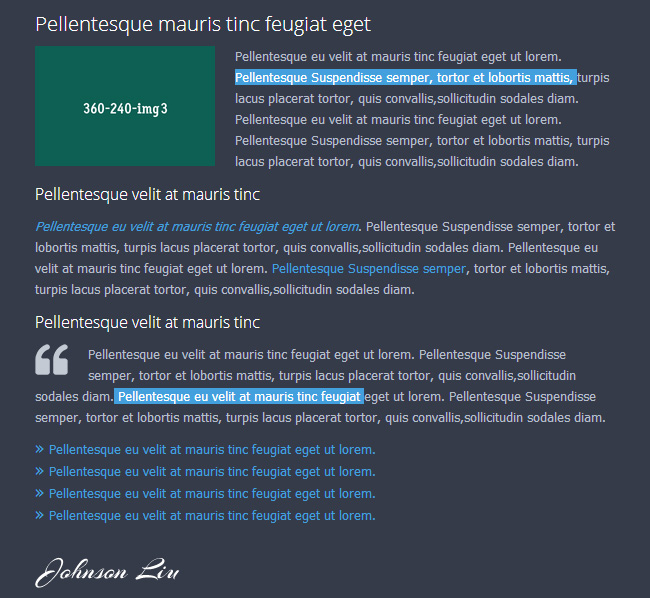 Pellentesque mauris tinc feugiat eget
360-240-img3
Pellentesque eu velit at mauris tinc feugiat eget ut lorem.
Pellentesque Suspendisse semper, tortor et lobortis mattis, turpis
lacus placerat tortor, quis convallis,sollicitudin sodales diam.
Pellentesque eu velit at mauris tinc feugiat eget ut lorem.
Pellentesque Suspendisse semper, tortor et lobortis mattis, turpis
lacus placerat tortor, quis convallis,sollicitudin sodales diam.
Pellentesque velit at mauris tinc
Pellentesque eu velit at mauris tinc feugiat eget ut lorem. Pellentesque Suspendisse semper, tortor et
lobortis mattis, turpis lacus placerat tortor, quis convallis,sollicitudin sodales diam. Pellentesque eu
velit at mauris tinc feugiat eget ut lorem. Pellentesque Suspendisse semper, tortor et lobortis mattis,
turpis lacus placerat tortor, quis convallis,sollicitudin sodales diam.
Pellentesque velit at mauris tinc
“ Pellentesque eu velit at mauris tinc feugiat eget ut lorem. Pellentesque Suspendisse
semper, tortor et lobortis mattis, turpis lacus placerat tortor, quis convallis,sollicitudin
sodales diam. Pellentesque eu velit at mauris tinc feugiat eget ut lorem. Pellentesque Suspendisse
semper, tortor et lobortis mattis, turpis lacus placerat tortor, quis convallis,sollicitudin sodales diam.
» Pellentesque eu velit at mauris tinc feugiat eget ut lorem.
» Pellentesque eu velit at mauris tinc feugiat eget ut lorem.
» Pellentesque eu velit at mauris tinc feugiat eget ut lorem.
» Pellentesque eu velit at mauris tinc feugiat eget ut lorem.
Johnson Liu